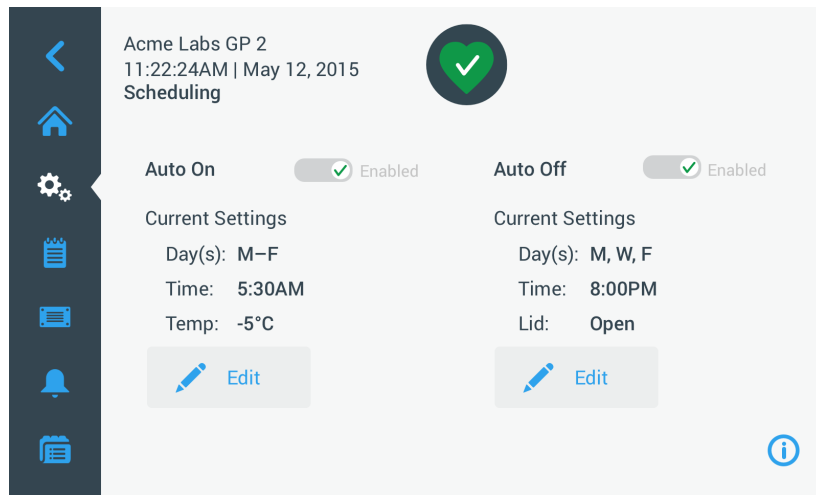 Acme Labs GP 2
11:22:24AM | May 12, 2015
Scheduling
Auto On Enabled
Current Settings
Day(s): M–F
Time: 5:30AM
Temp: -5°C
Edit
Auto Off Enabled
Current Settings
Day(s): M, W, F
Time: 8:00PM
Lid: Open
Edit